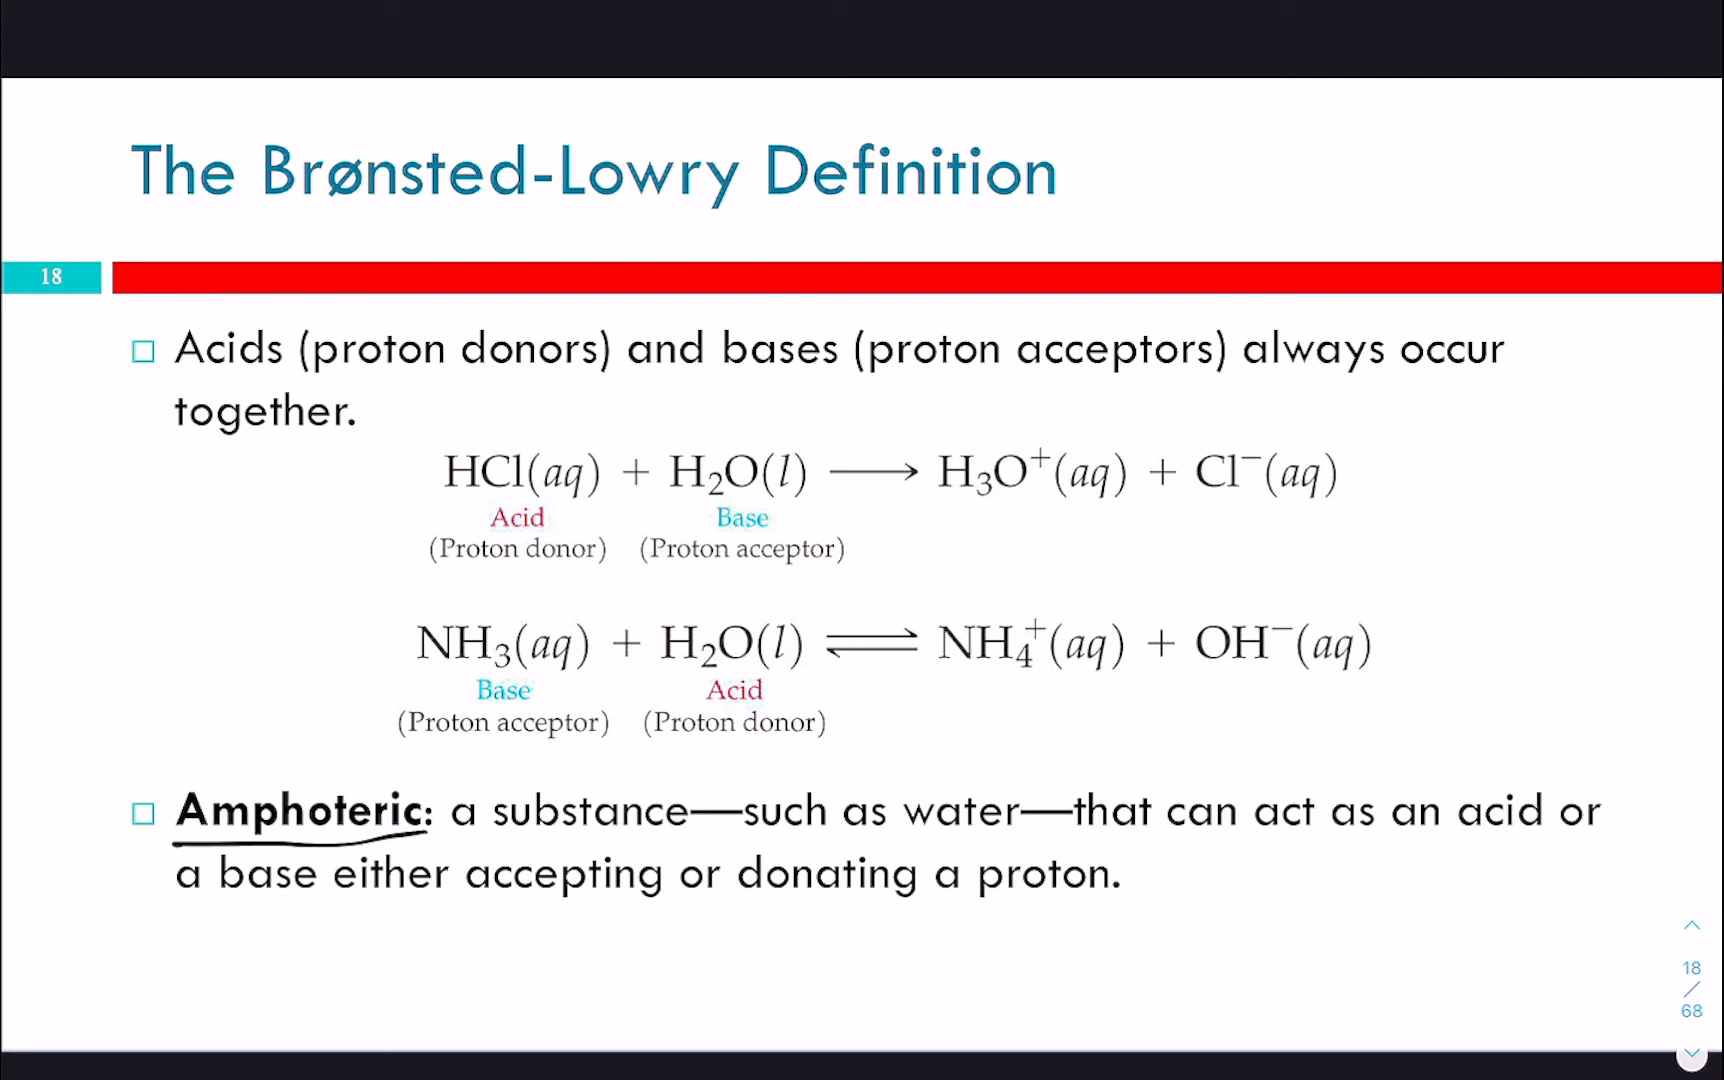 The Brønsted-Lowry Definition
18
Acids (proton donors) and bases (proton acceptors) always occur
together.
HCl(aq) + H₂O(l) ⟶ H₃O⁺(aq) + Cl⁻(aq)
Acid Base
(Proton donor) (Proton acceptor)
NH₃(aq) + H₂O(l) ⇌ NH₄⁺(aq) + OH⁻(aq)
Base Acid
(Proton acceptor) (Proton donor)
Amphoteric: a substance—such as water—that can act as an acid or
a base either accepting or donating a proton.
18
/
68